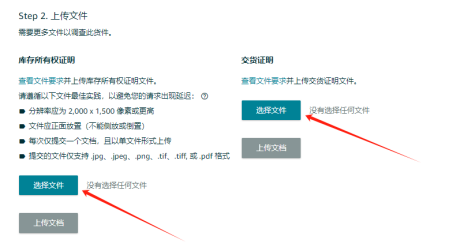 Step 2. 上传文件
需要更多文件以调查此货件。
库存所有权证明
查看文件要求并上传库存所有权证明文件。
请遵循以下文件最佳实践，以避免您的请求出现延迟：
分辨率应为 2,000 x 1,500 像素或更高
文件应正面放置（不能侧放或倒置）
每次仅提交一个文档，且以单文件形式上传
提交的文件仅支持 .jpg、.jpeg、.png、.tif、.tiff, 或 .pdf 格式
选择文件 没有选择任何文件
上传文档
交货证明
查看文件要求并上传交货证明文件。
选择文件 没有选择任何文件
上传文档